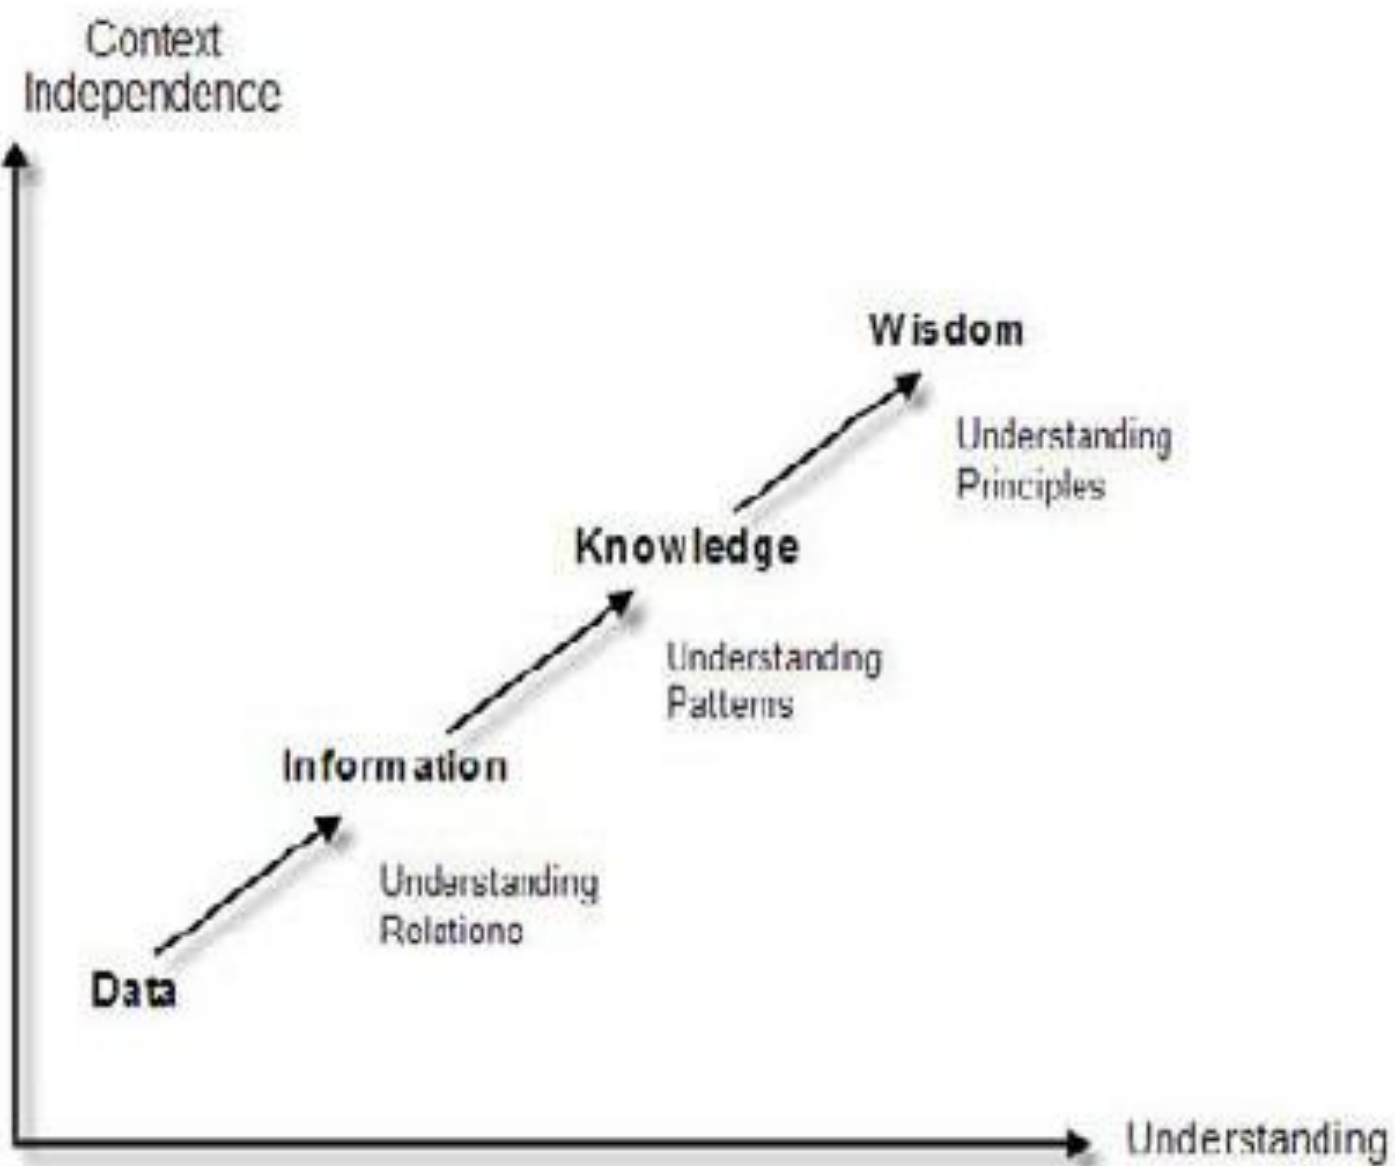 Context
Independence
Wisdom
Understanding
Principles
Knowledge
Understanding
Patterns
Information
Understanding
Relations
Data
Understanding